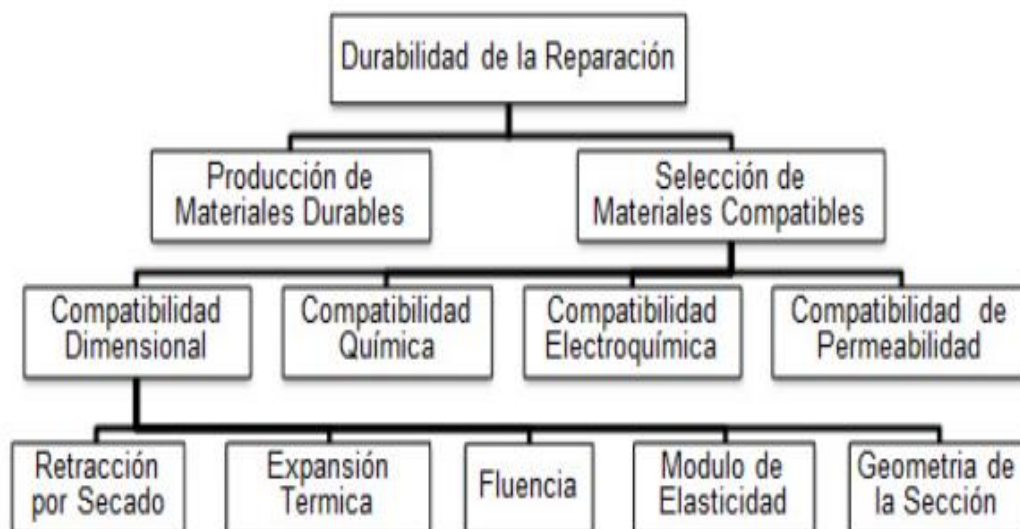 Durabilidad de la Reparación
Producción de
Materiales Durables
Selección de
Materiales Compatibles
Compatibilidad
Dimensional
Compatibilidad
Química
Compatibilidad
Electroquímica
Compatibilidad de
Permeabilidad
Retracción
por Secado
Expansión
Termica
Fluencia
Modulo de
Elasticidad
Geometria de
la Sección